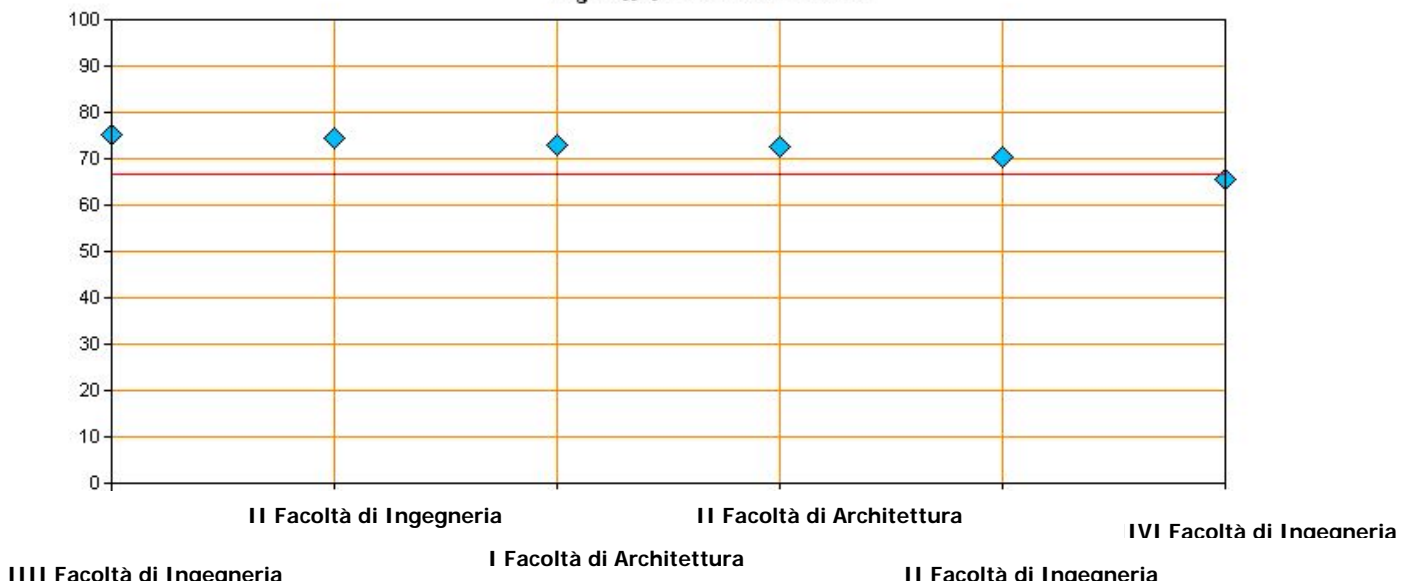 100
90
80
70
60
50
40
30
20
10
0
II Facoltà di Ingegneria
II Facoltà di Architettura
IVI Facoltà di Ingegneria
I Facoltà di Architettura
IIII Facoltà di Ingegneria
II Facoltà di Ingegneria